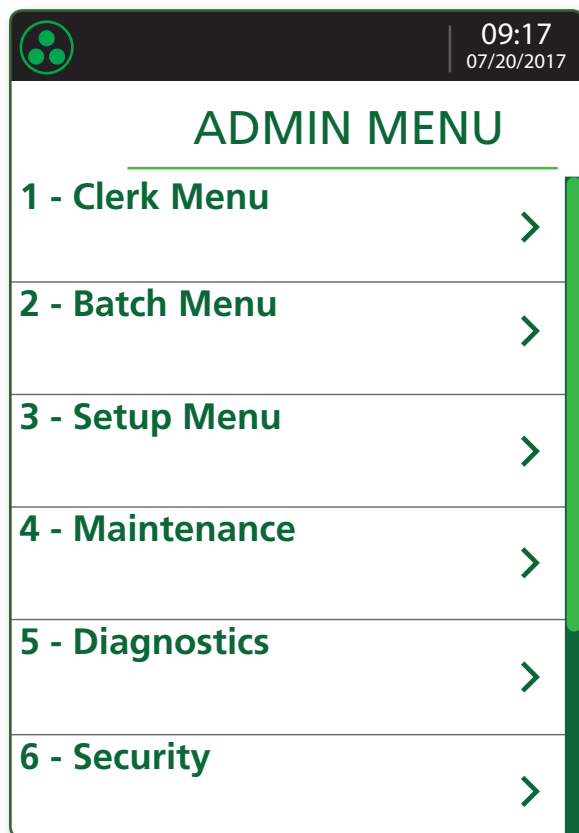 09:17
07/20/2017
ADMIN MENU
1 - Clerk Menu
2 - Batch Menu
3 - Setup Menu
4 - Maintenance
5 - Diagnostics
6 - Security